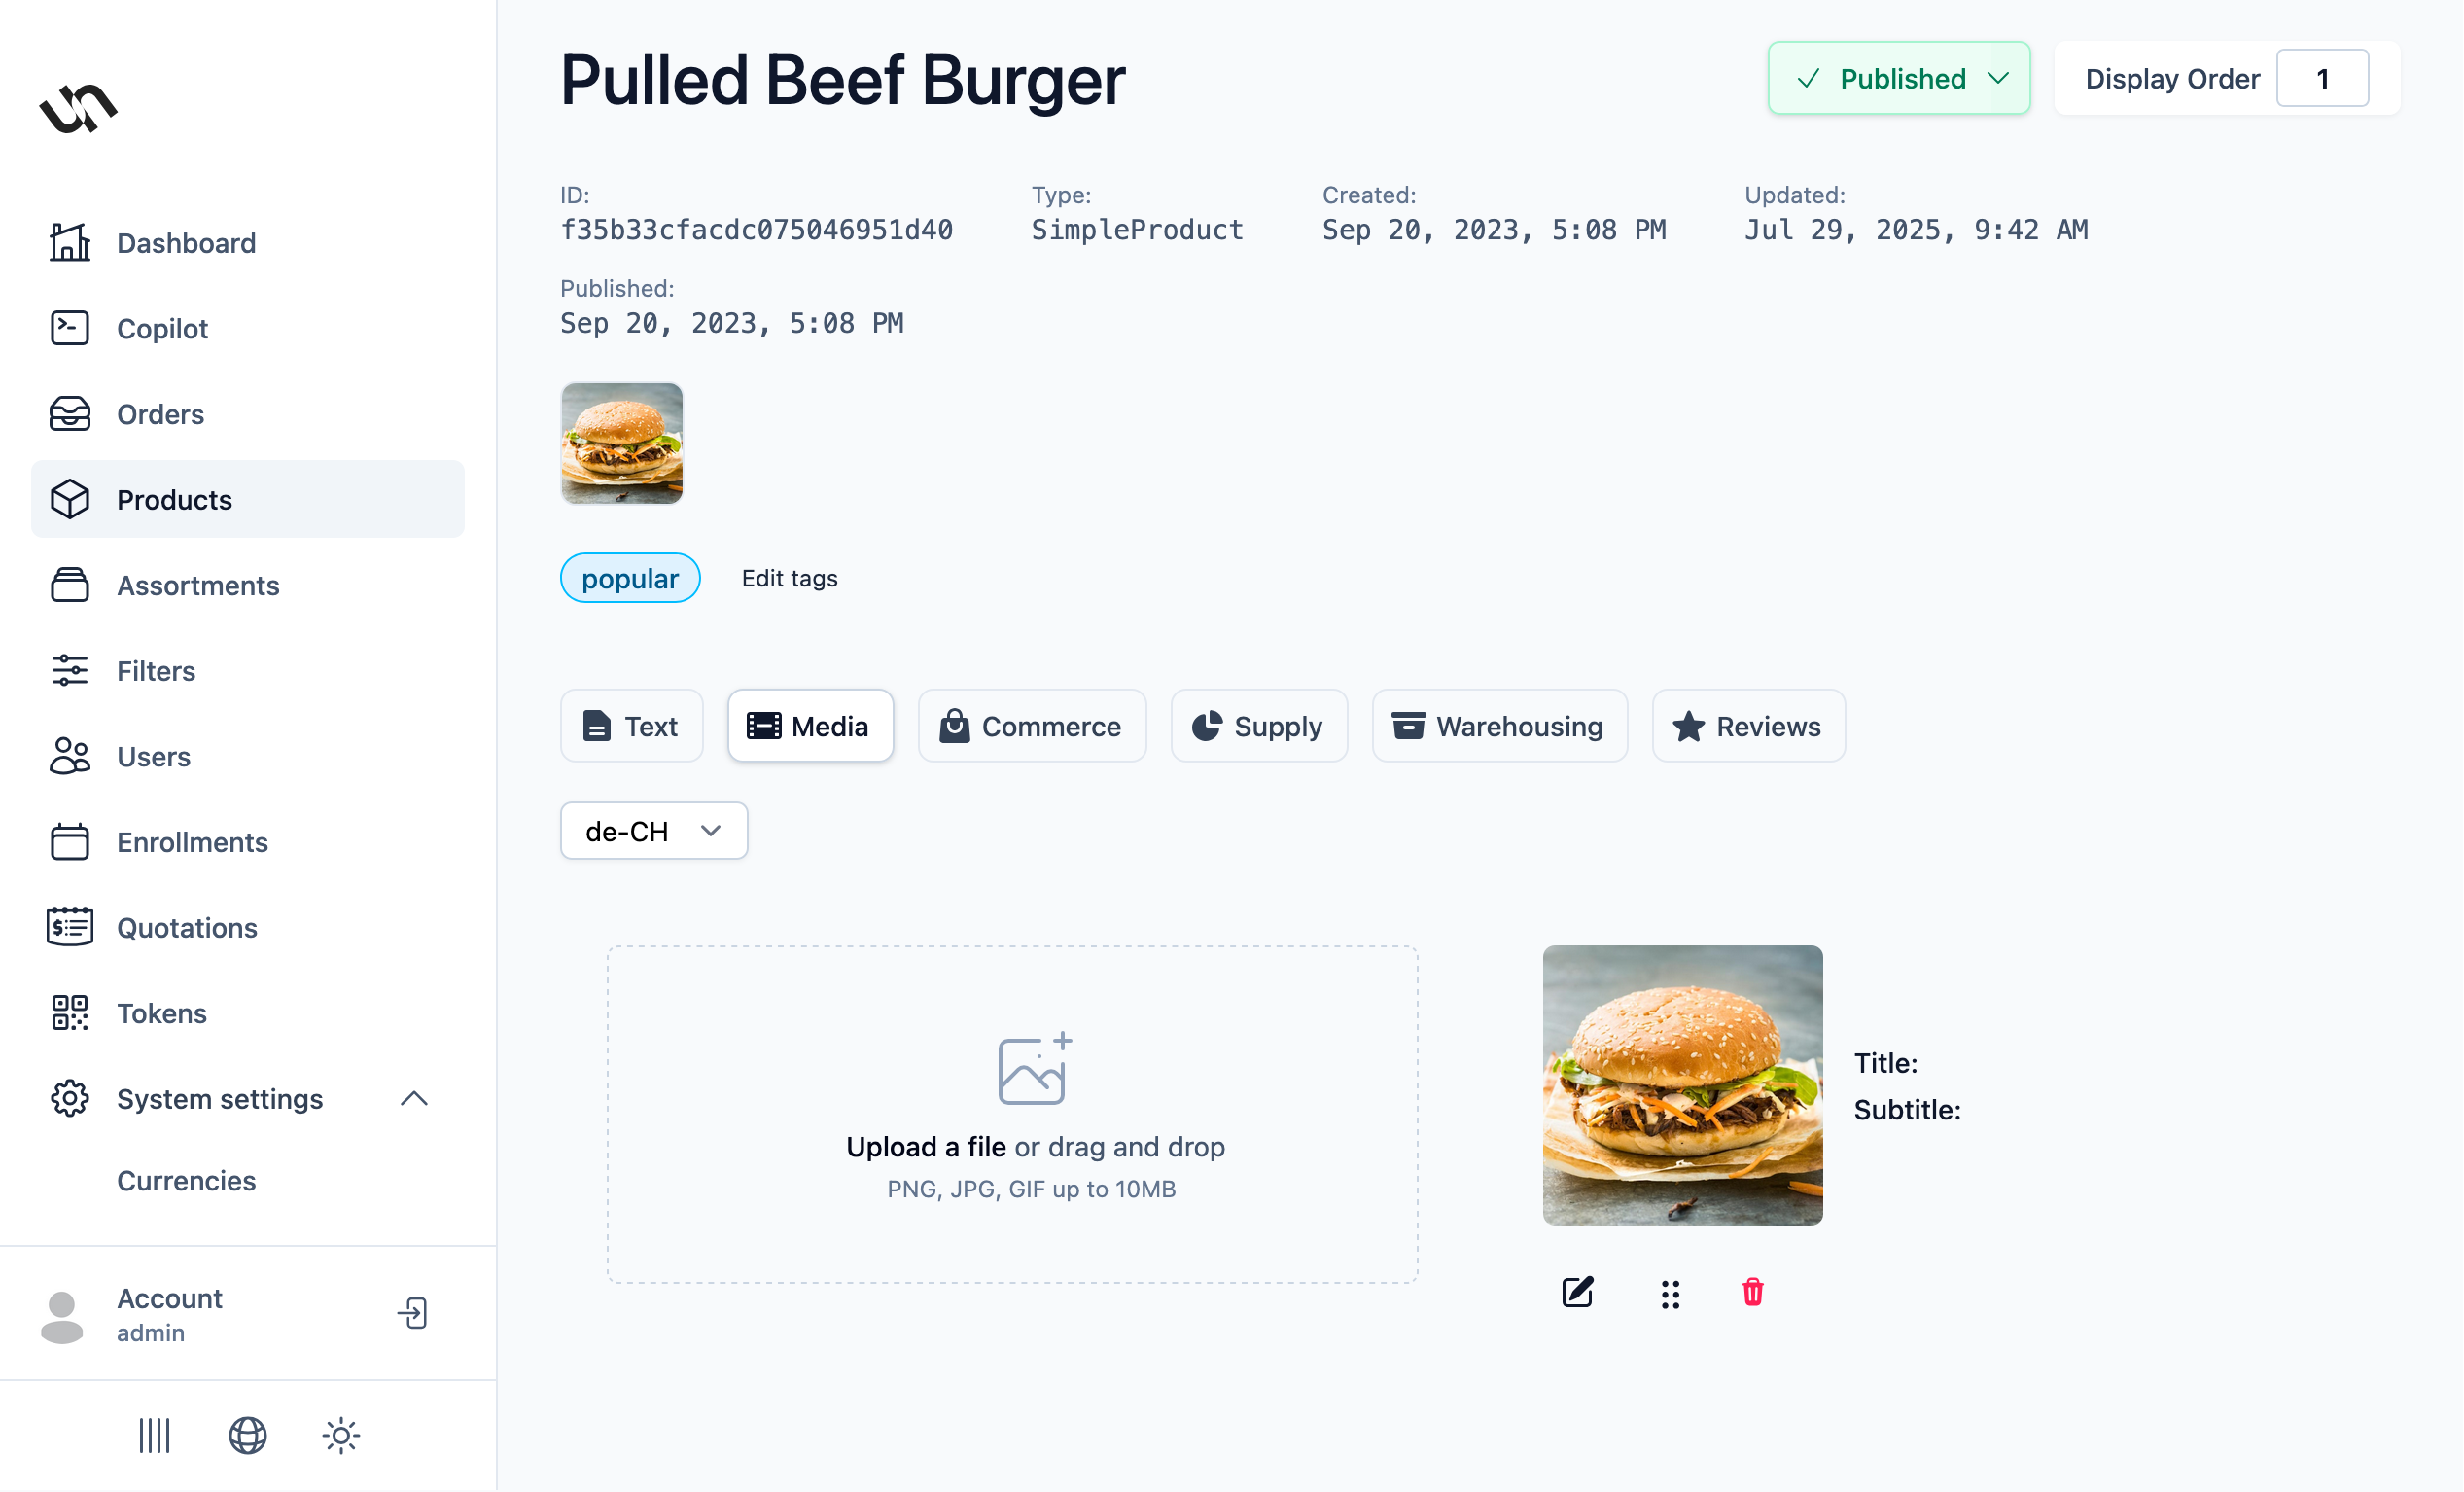 Dashboard
Copilot
Orders
Products
Assortments
Filters
Users
Enrollments
Quotations
Tokens
System settings
Currencies
Account
admin
Pulled Beef Burger
Published
Display Order 1
ID: Type: Created: Updated:
f35b33cfacdc075046951d40 SimpleProduct Sep 20, 2023, 5:08 PM Jul 29, 2025, 9:42 AM
Published:
Sep 20, 2023, 5:08 PM
popular Edit tags
Text Media Commerce Supply Warehousing Reviews
de-CH
Upload a file or drag and drop
PNG, JPG, GIF up to 10MB
Title:
Subtitle: